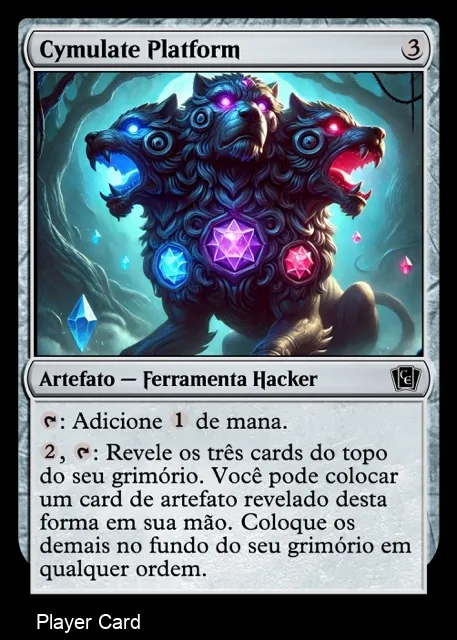 Cymulate Platform 3
Artefato — Ferramenta Hacker
: Adicione 1 de mana.
2, : Revele os três cards do topo
do seu grimório. Você pode colocar
um card de artefato revelado desta
forma em sua mão. Coloque os
demais no fundo do seu grimório em
qualquer ordem.
Player Card